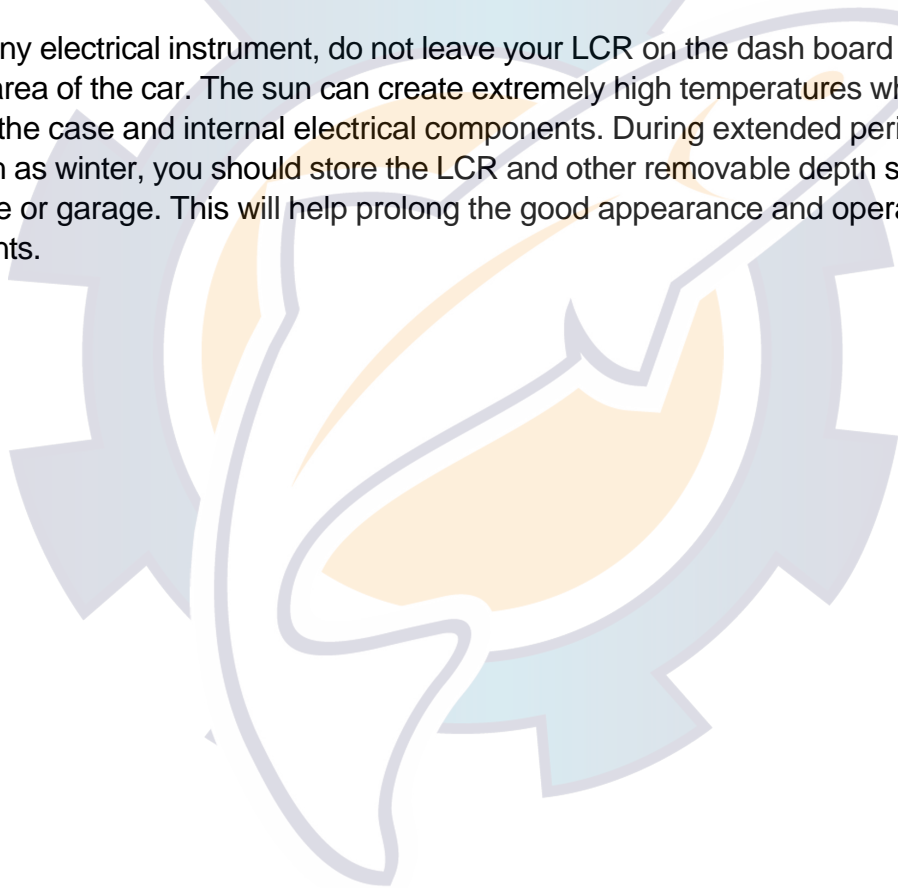 ny electrical instrument, do not leave your LCR on the dash board
area of the car. The sun can create extremely high temperatures wh
the case and internal electrical components. During extended peri
n as winter, you should store the LCR and other removable depth s
e or garage. This will help prolong the good appearance and opera
nts.